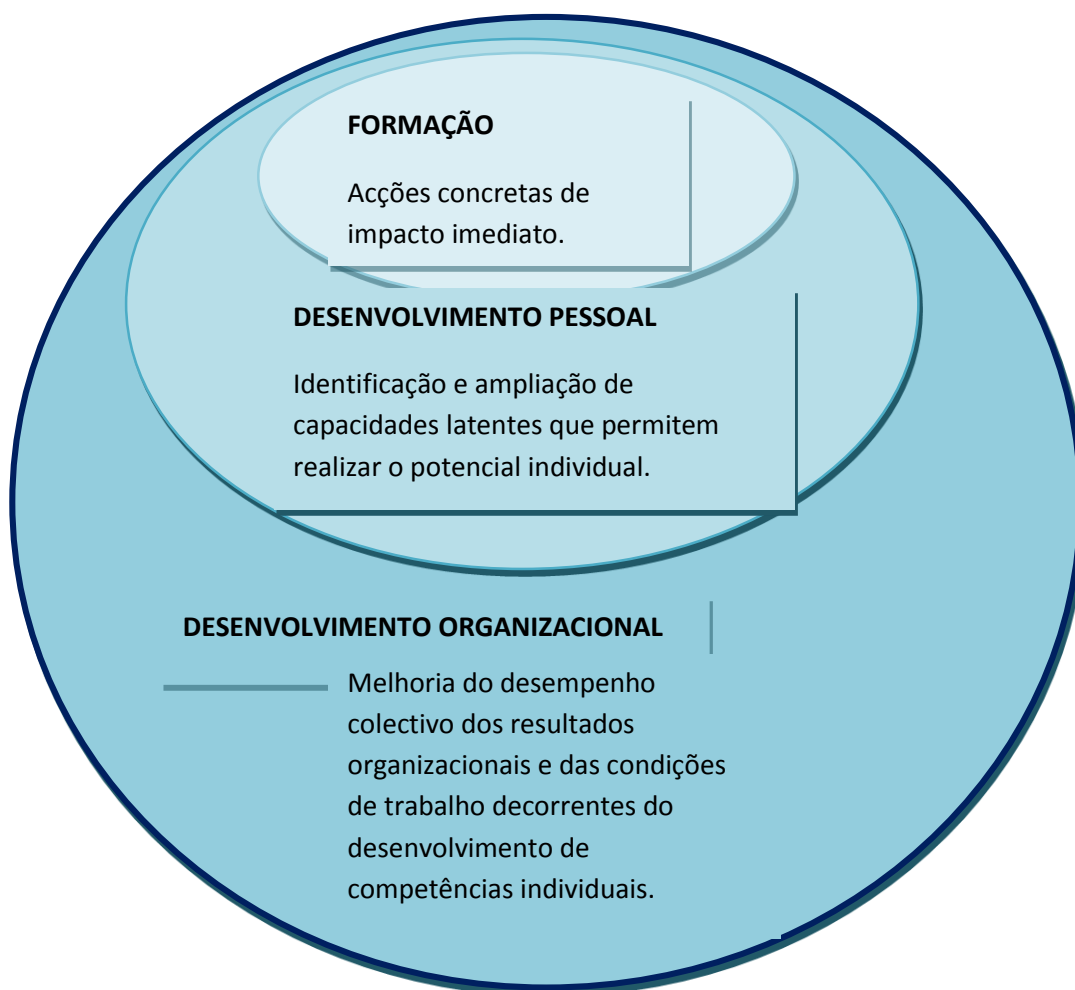 FORMAÇÃO
Acções concretas de
impacto imediato.
DESENVOLVIMENTO PESSOAL
Identificação e ampliação de
capacidades latentes que permitem
realizar o potencial individual.
DESENVOLVIMENTO ORGANIZACIONAL
Melhoria do desempenho
colectivo dos resultados
organizacionais e das condições
de trabalho decorrentes do
desenvolvimento de
competências individuais.